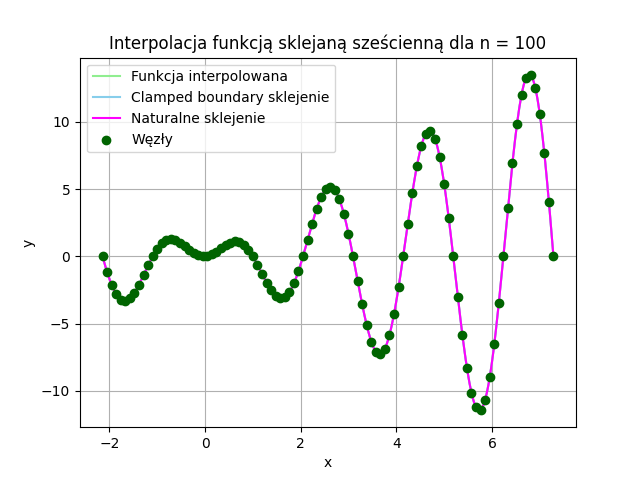 Interpolacja funkcją sklejaną sześcienną dla n = 100
Funkcja interpolowana
Clamped boundary sklejenie
Naturalne sklejenie
Węzły
10
5
0
−5
−10
y
−2
0
2
4
6
x